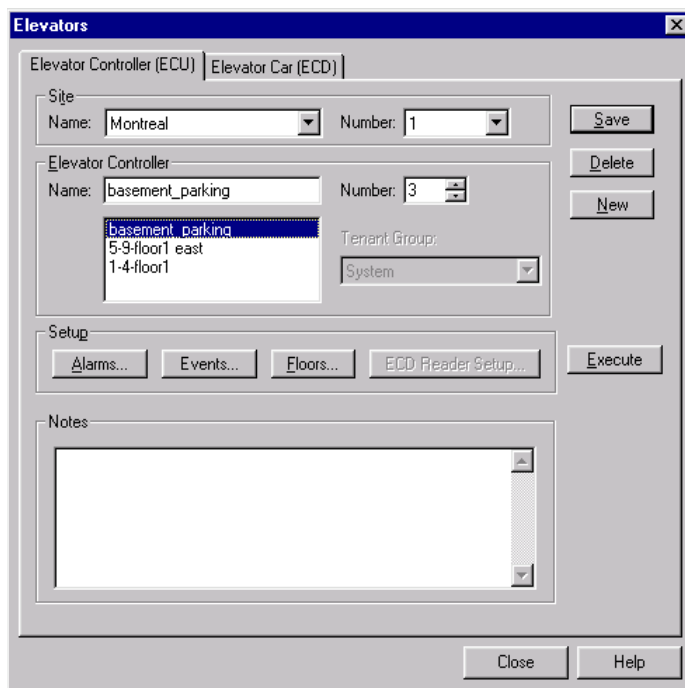 Elevators
Elevator Controller (ECU) Elevator Car (ECD)
Site
Name: Montreal Number: 1
Save
Elevator Controller
Delete
Name: basement_parking Number: 3
New
basement_parking
5-9-floor1 east
1-4-floor1
Tenant Group:
System
Setup
Alarms... Events... Floors... ECD Reader Setup...
Execute
Notes
Close Help